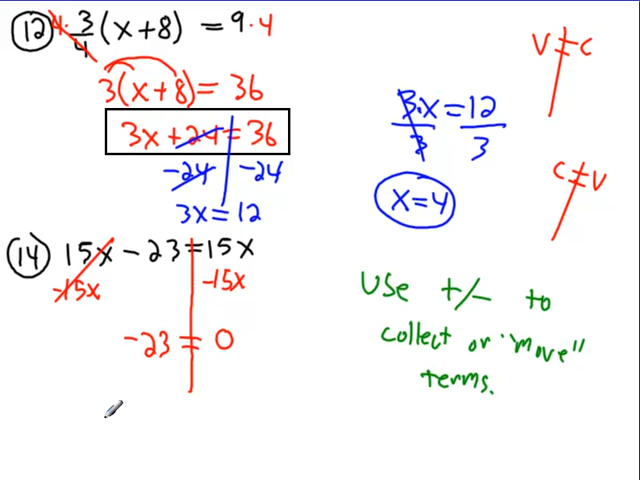 12 4 · 3/4 (x+8) = 9 · 4
3(x+8) = 36
3x + 24 = 36
-24 -24
3x = 12
3·x = 12
3 3
x = 4
V = C
C = V
14 15x - 23 = 15x
-15x -15x
-23 = 0
Use +/- to
collect or "move"
terms.